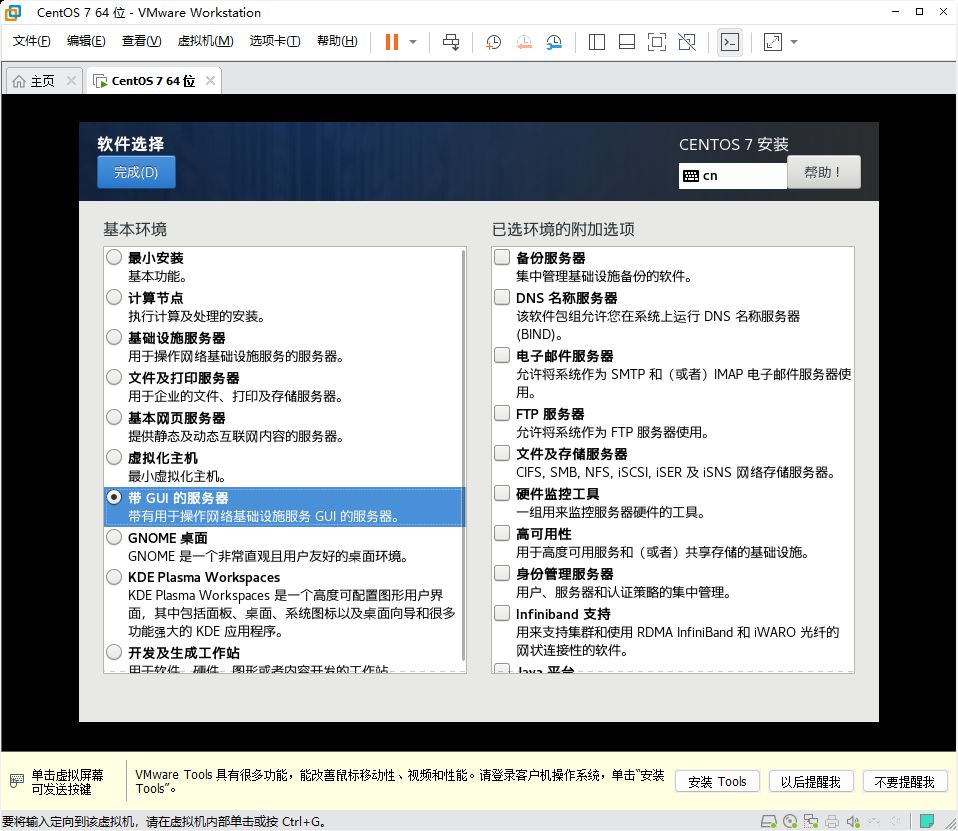 CentOS 7 64 位 - VMware Workstation
文件(F) 编辑(E) 查看(V) 虚拟机(M) 选项卡(T) 帮助(H)
主页 CentOS 7 64 位
软件选择
完成(D)
CENTOS 7 安装
cn
帮助！
基本环境
最小安装
基本功能。
计算节点
执行计算及处理的安装。
基础设施服务器
用于操作网络基础设施服务的服务器。
文件及打印服务器
用于企业的文件、打印及存储服务器。
基本网页服务器
提供静态及动态互联网内容的服务器。
虚拟化主机
最小虚拟化主机。
带 GUI 的服务器
带有用于操作网络基础设施服务 GUI 的服务器。
GNOME 桌面
GNOME 是一个非常直观且用户友好的桌面环境。
KDE Plasma Workspaces
KDE Plasma Workspaces 是一个高度可配置图形用户界
面，其中包括面板、桌面、系统图标以及桌面向导和很多
功能强大的 KDE 应用程序。
开发及生成工作站
用于软件、硬件、图形或者内容开发的工作站。
已选环境的附加选项
备份服务器
集中管理基础设施备份的软件。
DNS 名称服务器
该软件包组允许您在系统上运行 DNS 名称服务器
(BIND)。
电子邮件服务器
允许将系统作为 SMTP 和（或者）IMAP 电子邮件服务器使
用。
FTP 服务器
允许将系统作为 FTP 服务器使用。
文件及存储服务器
CIFS, SMB, NFS, iSCSI, iSER 及 iSNS 网络存储服务器。
硬件监控工具
一组用来监控服务器硬件的工具。
高可用性
用于高度可用服务和（或者）共享存储的基础设施。
身份管理服务器
用户、服务器和认证策略的集中管理。
Infiniband 支持
用来支持集群和使用 RDMA InfiniBand 和 iWARO 光纤的
网状连接性的软件。
Java 平台
单击虚拟屏幕
可发送按键
VMware Tools 具有很多功能，能改善鼠标移动性、视频和性能。请登录客户机操作系统，单击“安装
Tools”。
安装 Tools 以后提醒我 不要提醒我
要将输入定向到该虚拟机，请在虚拟机内部单击或按 Ctrl+G。